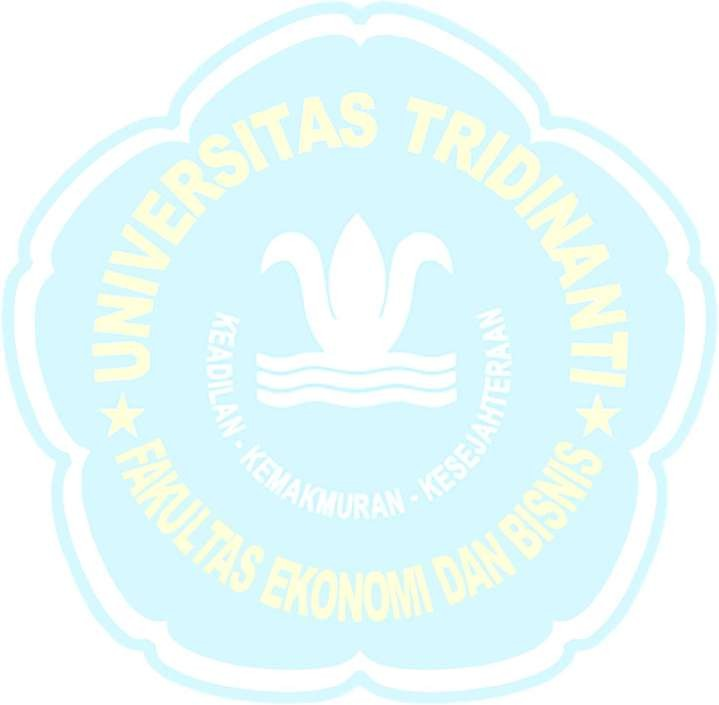 UNIVERSITAS TRIDINANTI
KEADILAN - KEMAKMURAN - KESEJAHTERAAN
FAKULTAS EKONOMI DAN BISNIS